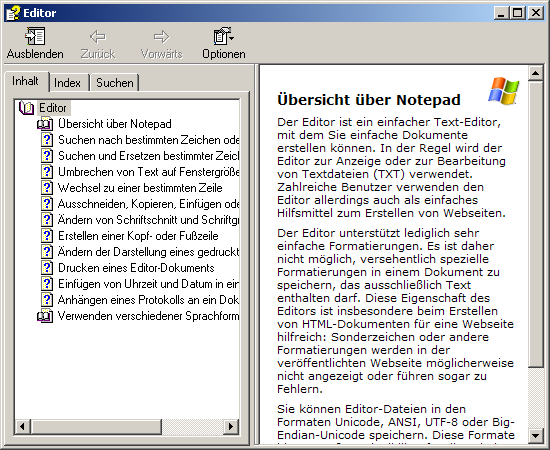 Editor
Ausblenden
Zurück
Vorwärts
Optionen
Inhalt
Index
Suchen
Editor
Übersicht über Notepad
Suchen nach bestimmten Zeichen ode
Suchen und Ersetzen bestimmter Zeich
Umbrechen von Text auf Fenstergröße
Wechsel zu einer bestimmten Zeile
Ausschneiden, Kopieren, Einfügen ode
Ändern von Schriftschnitt und Schriftgr
Erstellen einer Kopf- oder Fußzeile
Ändern der Darstellung eines gedruckt
Drucken eines Editor-Dokuments
Einfügen von Uhrzeit und Datum in ein
Anhängen eines Protokolls an ein Dok
Verwenden verschiedener Sprachform
Übersicht über Notepad
Der Editor ist ein einfacher Text-Editor,
mit dem Sie einfache Dokumente
erstellen können. In der Regel wird der
Editor zur Anzeige oder zur Bearbeitung
von Textdateien (TXT) verwendet.
Zahlreiche Benutzer verwenden den
Editor allerdings auch als einfaches
Hilfsmittel zum Erstellen von Webseiten.
Der Editor unterstützt lediglich sehr
einfache Formatierungen. Es ist daher
nicht möglich, versehentlich spezielle
Formatierungen in einem Dokument zu
speichern, das ausschließlich Text
enthalten darf. Diese Eigenschaft des
Editors ist insbesondere beim Erstellen
von HTML-Dokumenten für eine Webseite
hilfreich: Sonderzeichen oder andere
Formatierungen werden in der
veröffentlichten Webseite möglicherweise
nicht angezeigt oder führen sogar zu
Fehlern.
Sie können Editor-Dateien in den
Formaten Unicode, ANSI, UTF-8 oder Big-
Endian-Unicode speichern. Diese Formate